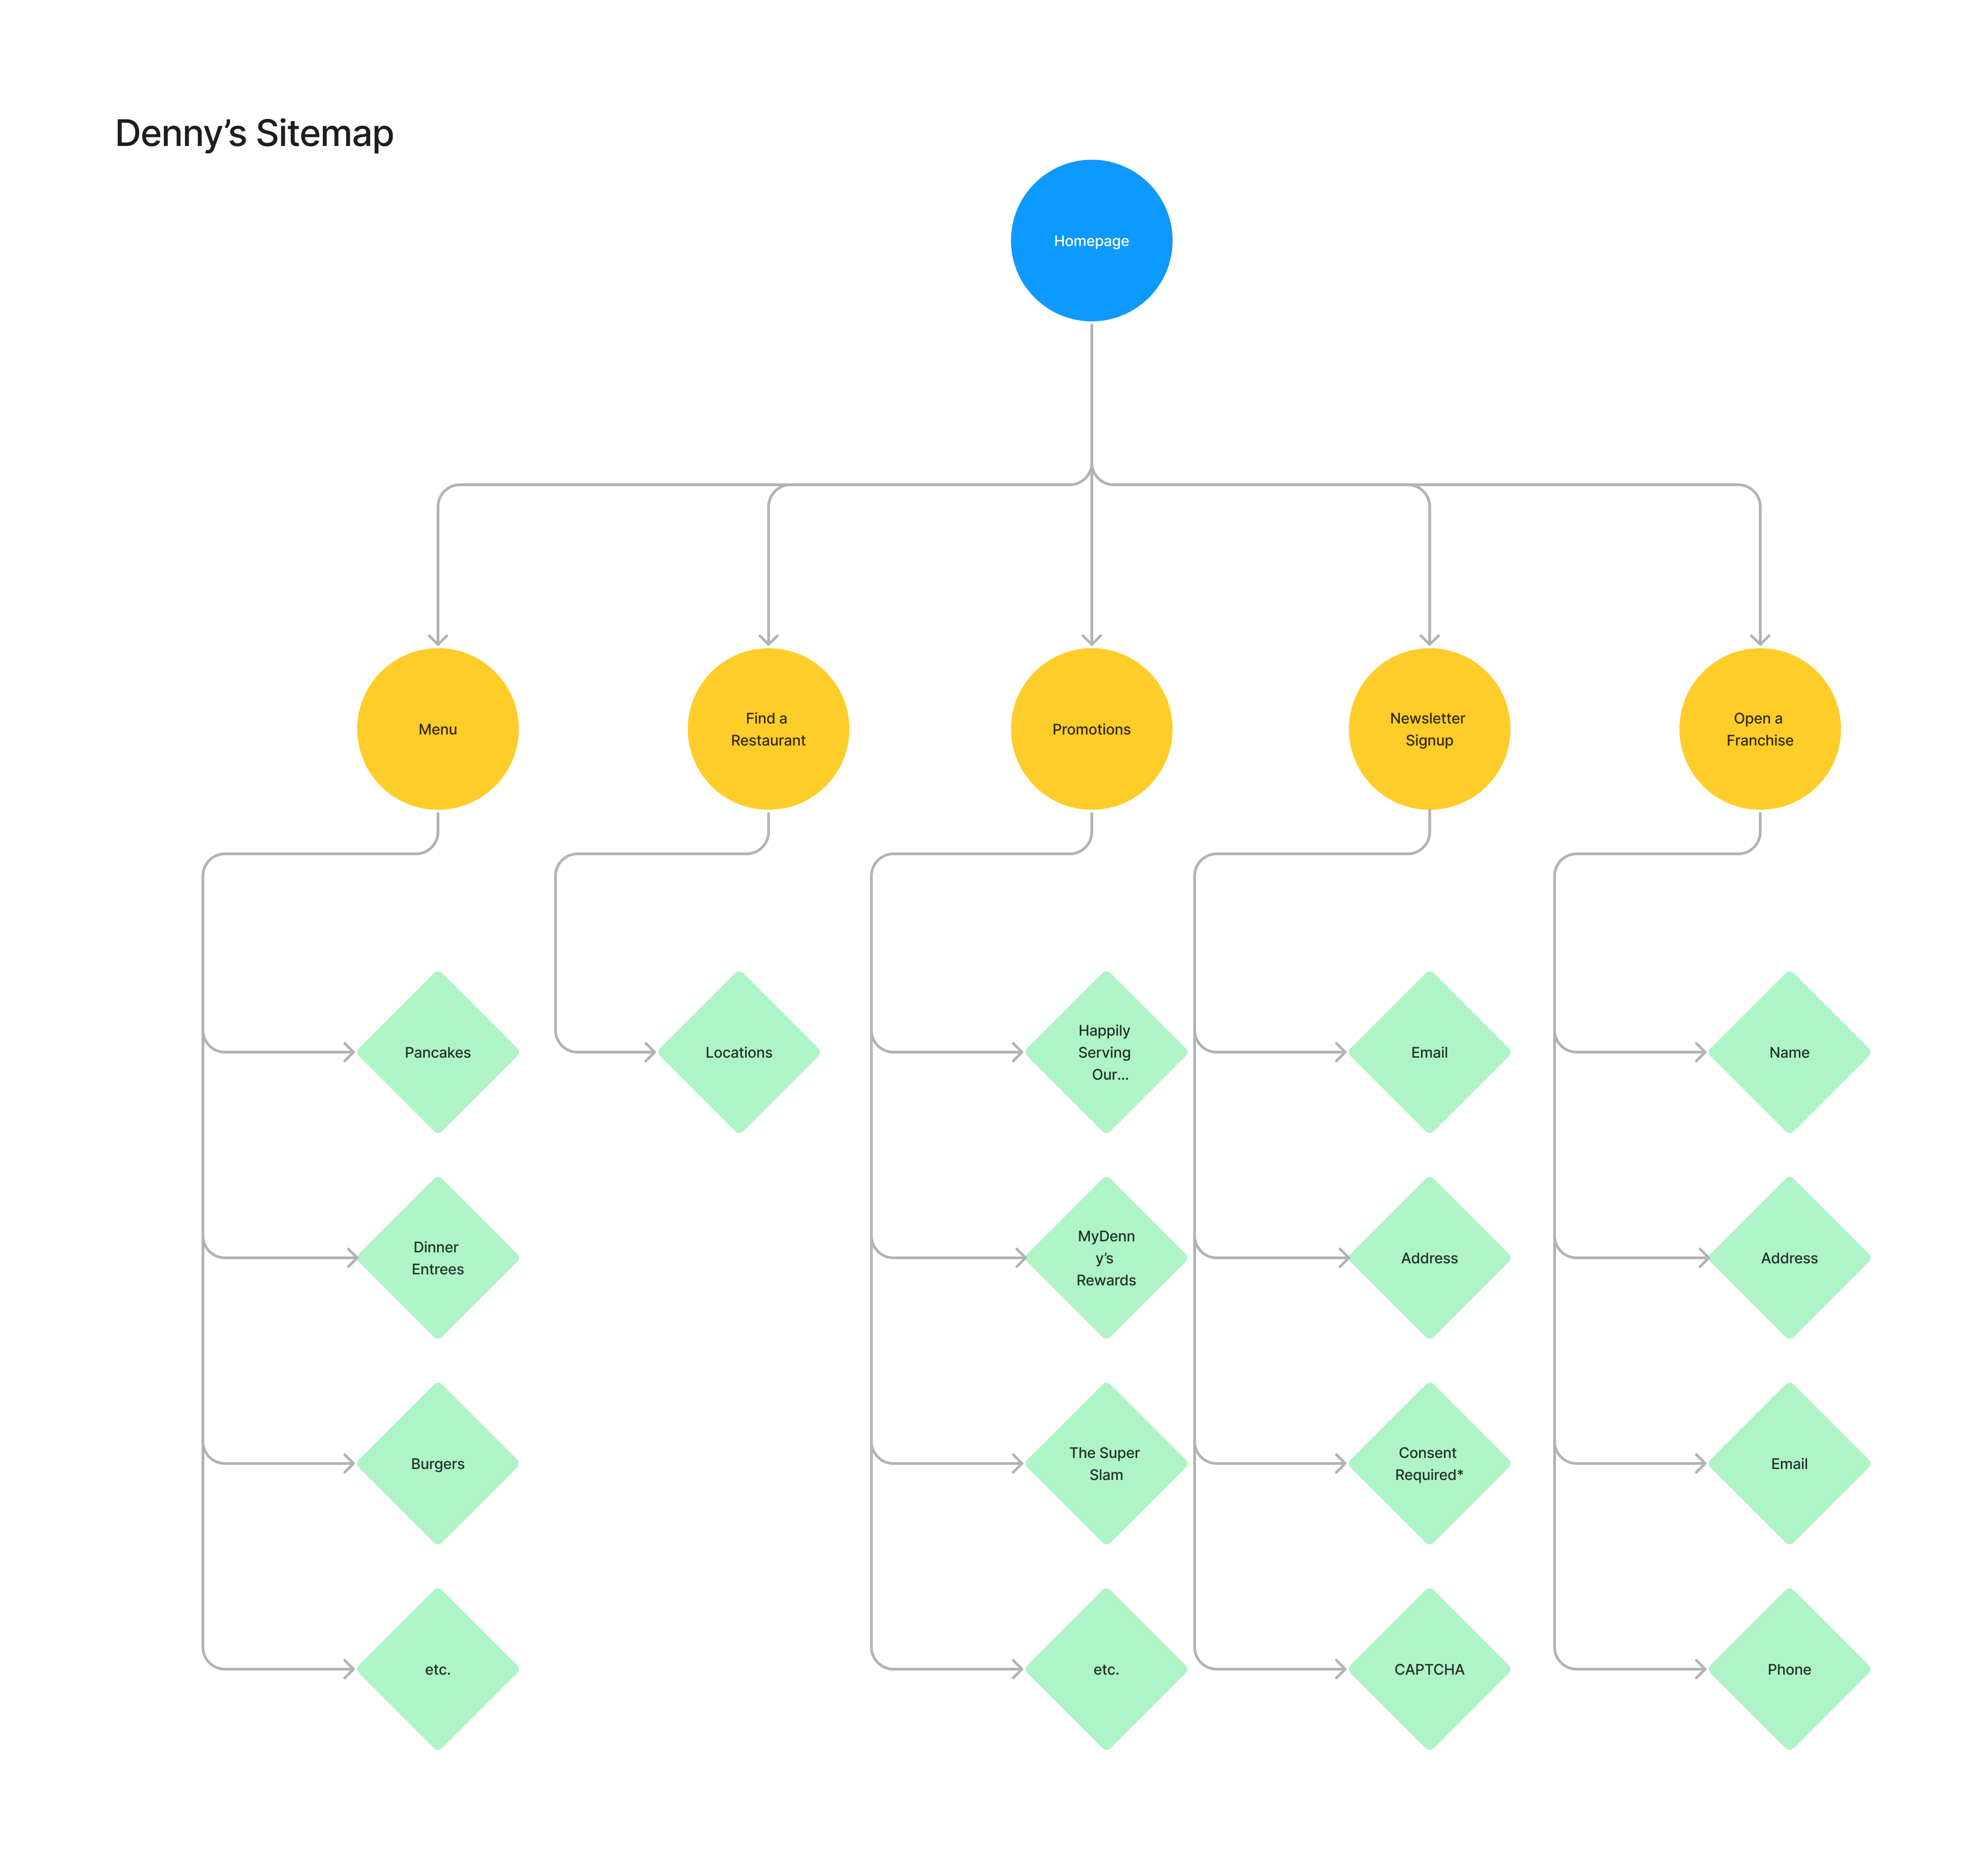 Denny’s Sitemap
Homepage
Menu
Find a
Restaurant
Promotions
Newsletter
Signup
Open a
Franchise
Pancakes
Locations
Happily
Serving
Our...
Email
Name
Dinner
Entrees
MyDenn
y’s
Rewards
Address
Address
Burgers
The Super
Slam
Consent
Required*
Email
etc.
etc.
CAPTCHA
Phone